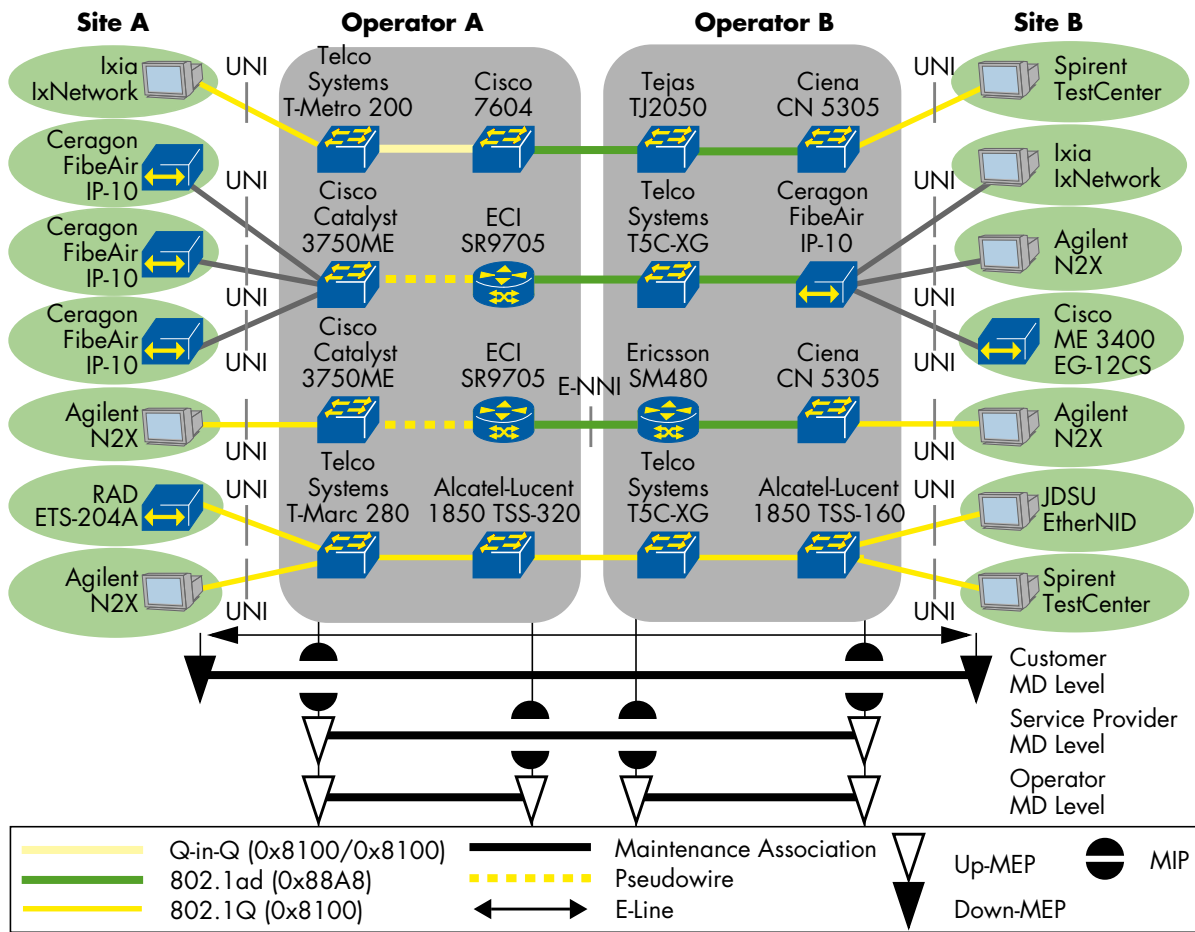 Site A
Operator A
Operator B
Site B
Ixia
IxNetwork
UNI
Telco
Systems
T-Metro 200
Cisco
7604
Tejas
TJ2050
Ciena
CN 5305
UNI
Spirent
TestCenter
Ceragon
FibeAir
IP-10
UNI
Cisco
Catalyst
3750ME
ECI
SR9705
Telco
Systems
T5C-XG
Ceragon
FibeAir
IP-10
UNI
Ixia
IxNetwork
Ceragon
FibeAir
IP-10
UNI
UNI
Agilent
N2X
Ceragon
FibeAir
IP-10
UNI
UNI
Cisco
ME 3400
EG-12CS
Cisco
Catalyst
3750ME
ECI
SR9705
E-NNI
Ericsson
SM480
Ciena
CN 5305
Agilent
N2X
UNI
UNI
Agilent
N2X
RAD
ETS-204A
UNI
Telco
Systems
T-Marc 280
Alcatel-Lucent
1850 TSS-320
Telco
Systems
T5C-XG
Alcatel-Lucent
1850 TSS-160
UNI
JDSU
EtherNID
Agilent
N2X
UNI
UNI
Spirent
TestCenter
Customer
MD Level
Service Provider
MD Level
Operator
MD Level
Q-in-Q (0x8100/0x8100)
802.1ad (0x88A8)
802.1Q (0x8100)
Maintenance Association
Pseudowire
E-Line
Up-MEP
Down-MEP
MIP